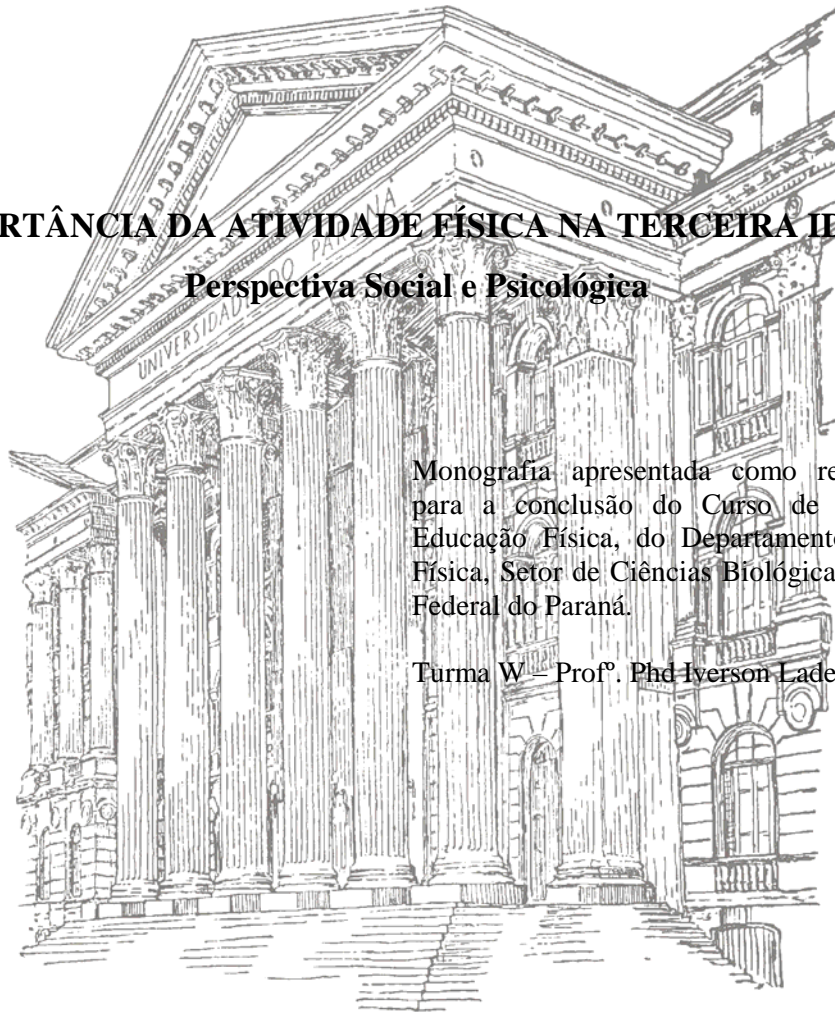 RTÂNCIA DA ATIVIDADE FÍSICA NA TERCEIRA ID
Perspectiva Social e Psicológica
UNIVERSIDADE DO PARANÁ
Monografia apresentada como re
para a conclusão do Curso de
Educação Física, do Departamento
Física, Setor de Ciências Biológica
Federal do Paraná.
Turma W – Profº. Phd Iverson Lade